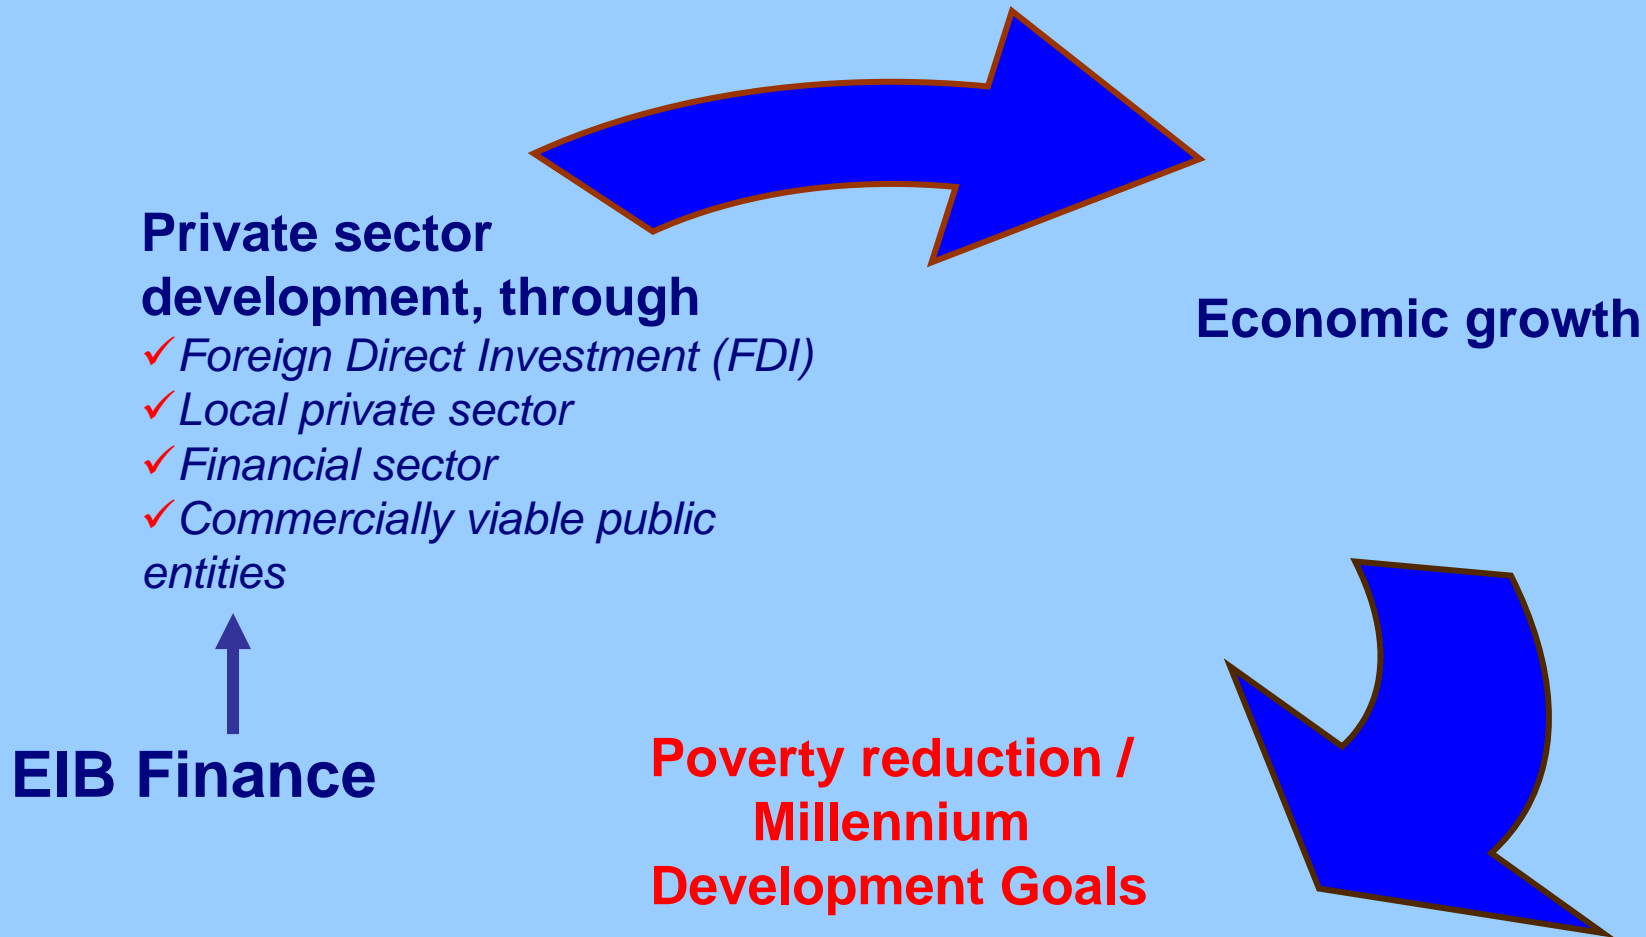 Private sector
development, through
✓Foreign Direct Investment (FDI)
✓Local private sector
✓Financial sector
✓Commercially viable public
entities
Economic growth
EIB Finance
Poverty reduction /
Millennium
Development Goals